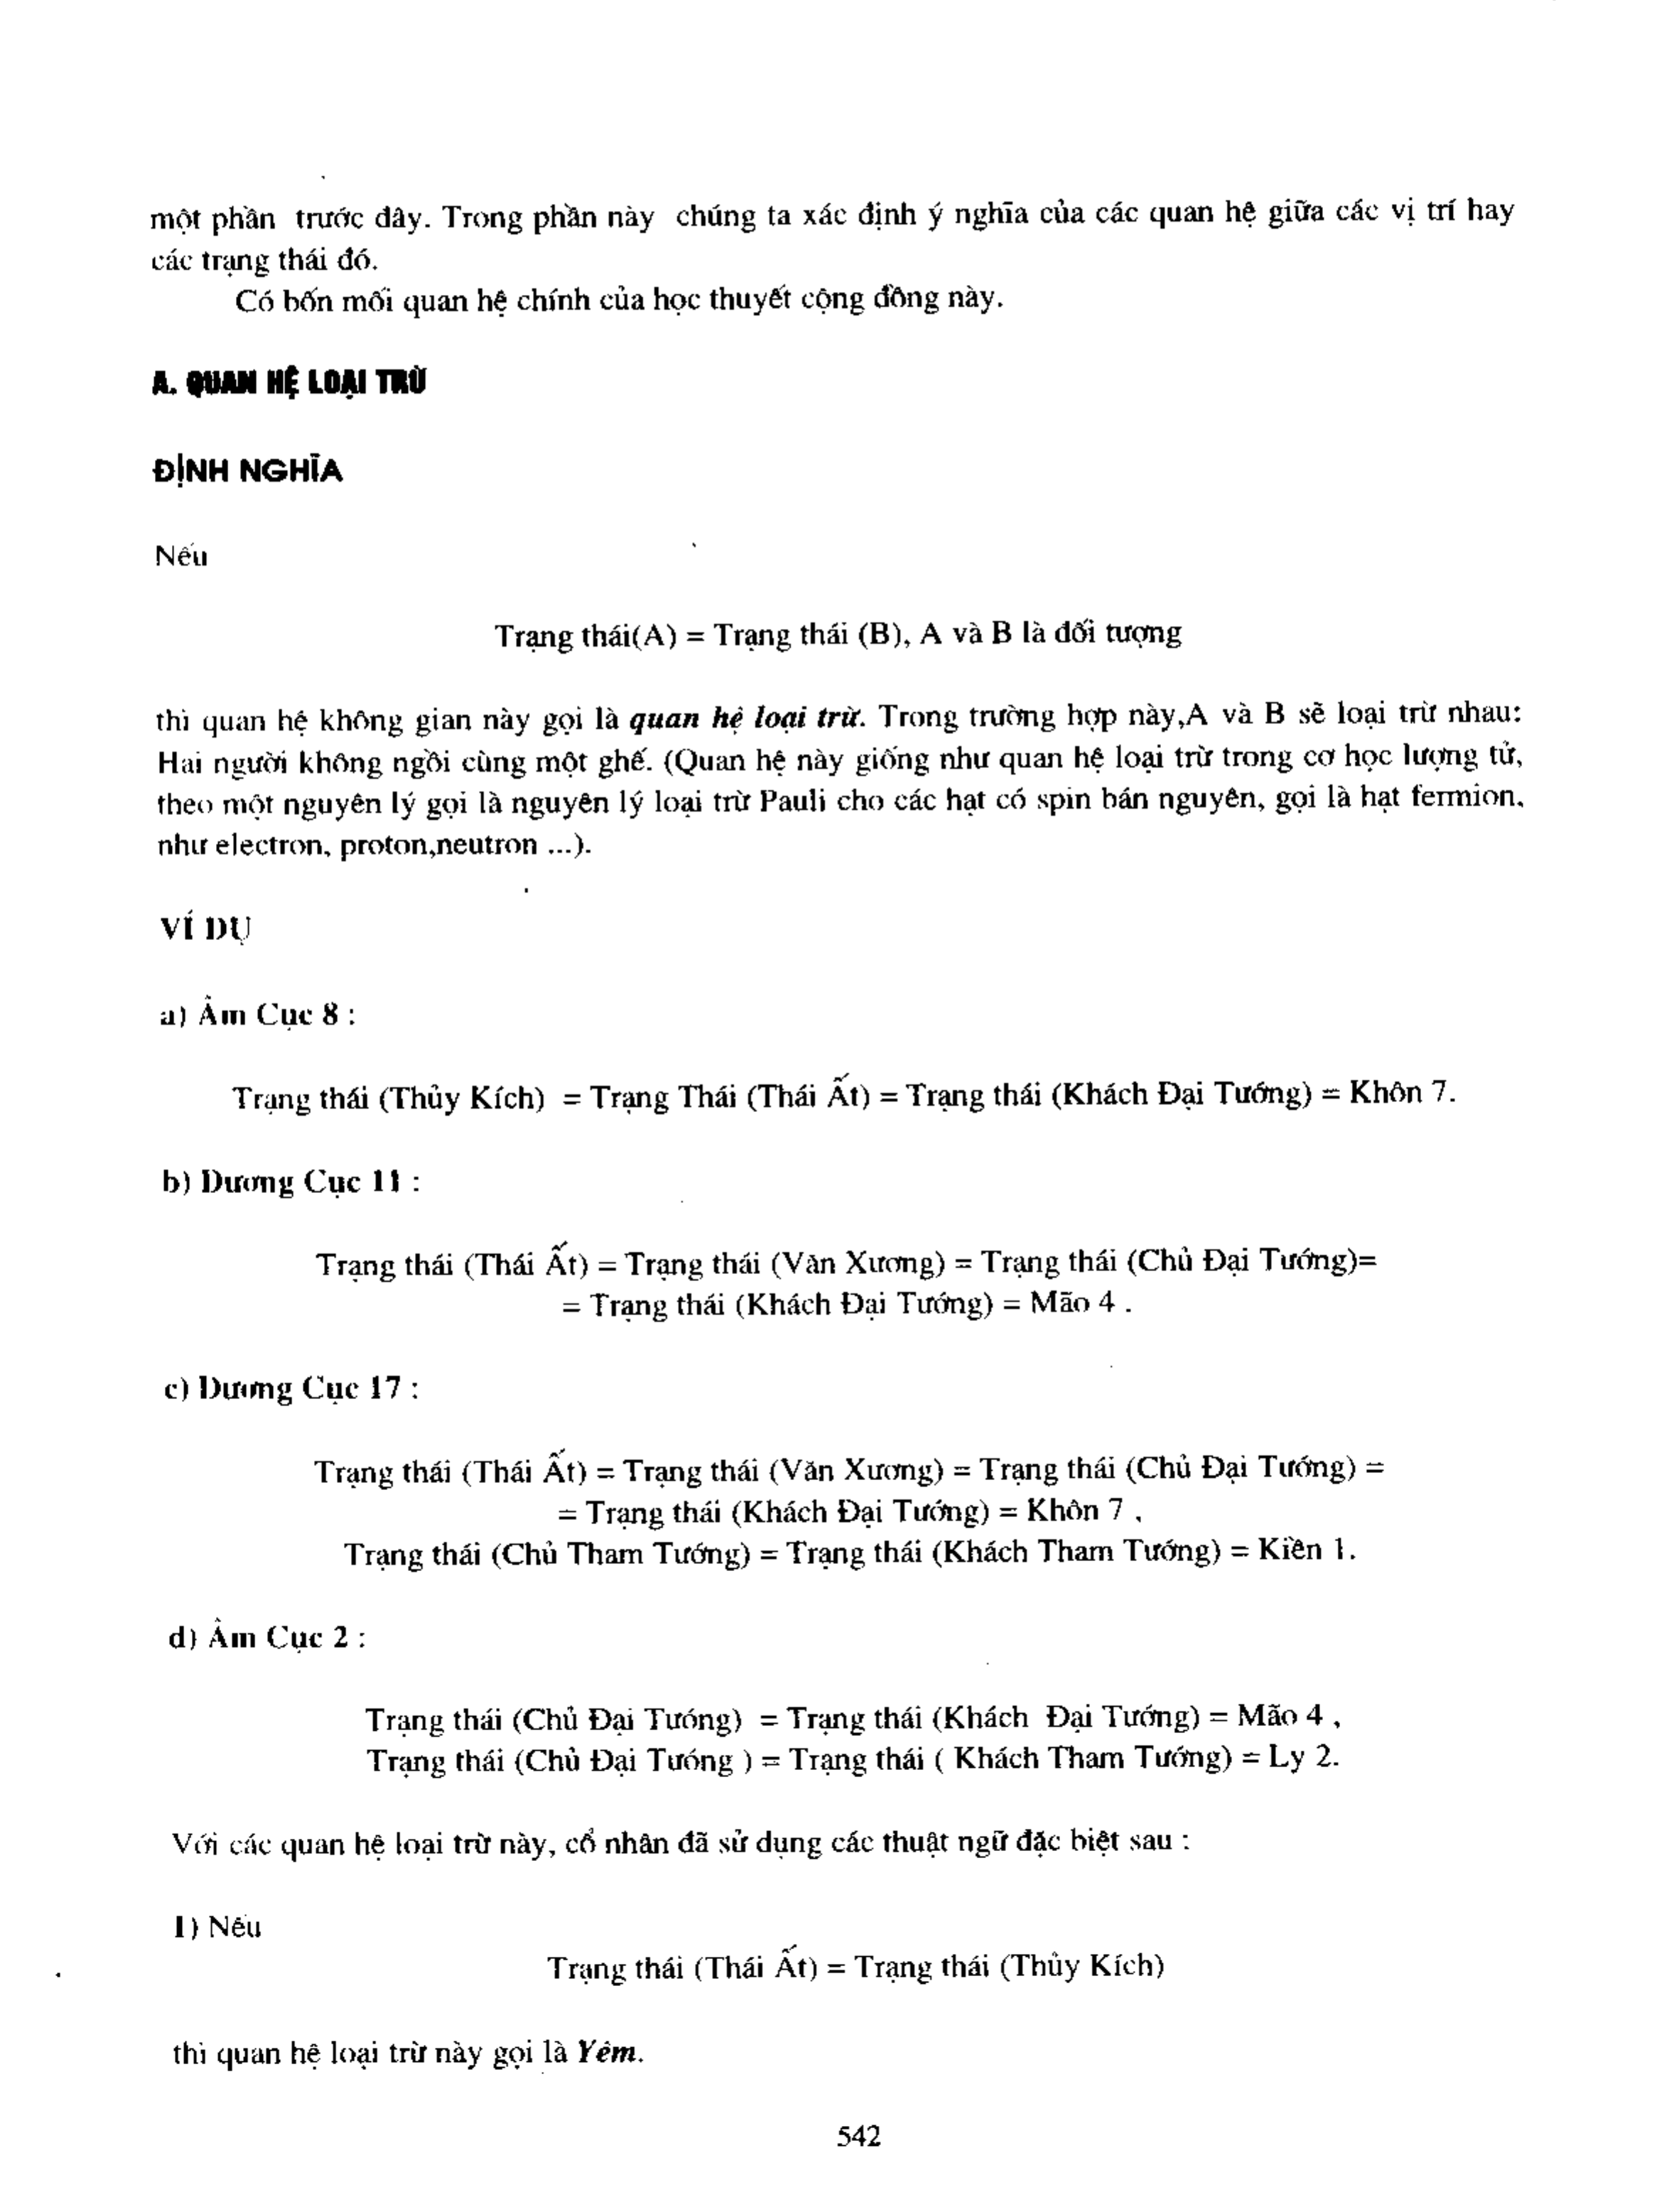 một phần trước đây. Trong phần này chúng ta xác định ý nghĩa của các quan hệ giữa các vị trí hay
các trạng thái đó.
Có bốn mối quan hệ chính của học thuyết cộng đồng này.
A. QUAN HỆ LOẠI TRỪ
ĐỊNH NGHĨA
Nếu
Trạng thái(A) = Trạng thái (B), A và B là đối tượng
thì quan hệ không gian này gọi là quan hệ loại trừ. Trong trường hợp này,A và B sẽ loại trừ nhau:
Hai người không ngồi cùng một ghế. (Quan hệ này giống như quan hệ loại trừ trong cơ học lượng tử,
theo một nguyên lý gọi là nguyên lý loại trừ Pauli cho các hạt có spin bán nguyên, gọi là hạt fermion,
như electron, proton,neutron ...).
VÍ DỤ
a) Âm Cục 8 :
Trạng thái (Thủy Kích) = Trạng Thái (Thái Ất) = Trạng thái (Khách Đại Tướng) = Khôn 7.
b) Dương Cục 11 :
Trạng thái (Thái Ất) = Trạng thái (Văn Xương) = Trạng thái (Chủ Đại Tướng)=
= Trạng thái (Khách Đại Tướng) = Mão 4 .
c) Dương Cục 17 :
Trạng thái (Thái Ất) = Trạng thái (Văn Xương) = Trạng thái (Chủ Đại Tướng) =
= Trạng thái (Khách Đại Tướng) = Khôn 7 ,
Trạng thái (Chủ Tham Tướng) = Trạng thái (Khách Tham Tướng) = Kiền 1.
d) Âm Cục 2 :
Trạng thái (Chủ Đại Tướng) = Trạng thái (Khách Đại Tướng) = Mão 4 ,
Trạng thái (Chủ Đại Tướng ) = Trạng thái ( Khách Tham Tướng) = Ly 2.
Với các quan hệ loại trừ này, cổ nhân đã sử dụng các thuật ngữ đặc biệt sau :
1) Nếu
Trạng thái (Thái Ất) = Trạng thái (Thủy Kích)
thì quan hệ loại trừ này gọi là Yêm.
542